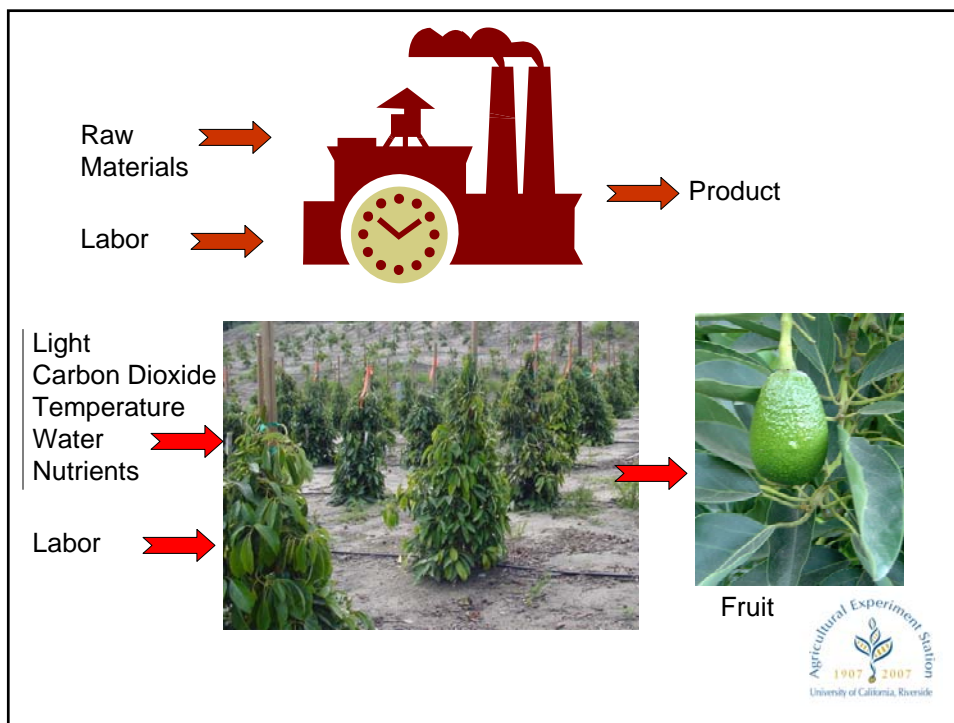 Raw
Materials
Labor
Product
Light
Carbon Dioxide
Temperature
Water
Nutrients
Labor
Fruit
Agricultural Experiment Station
1907 2007
University of California, Riverside